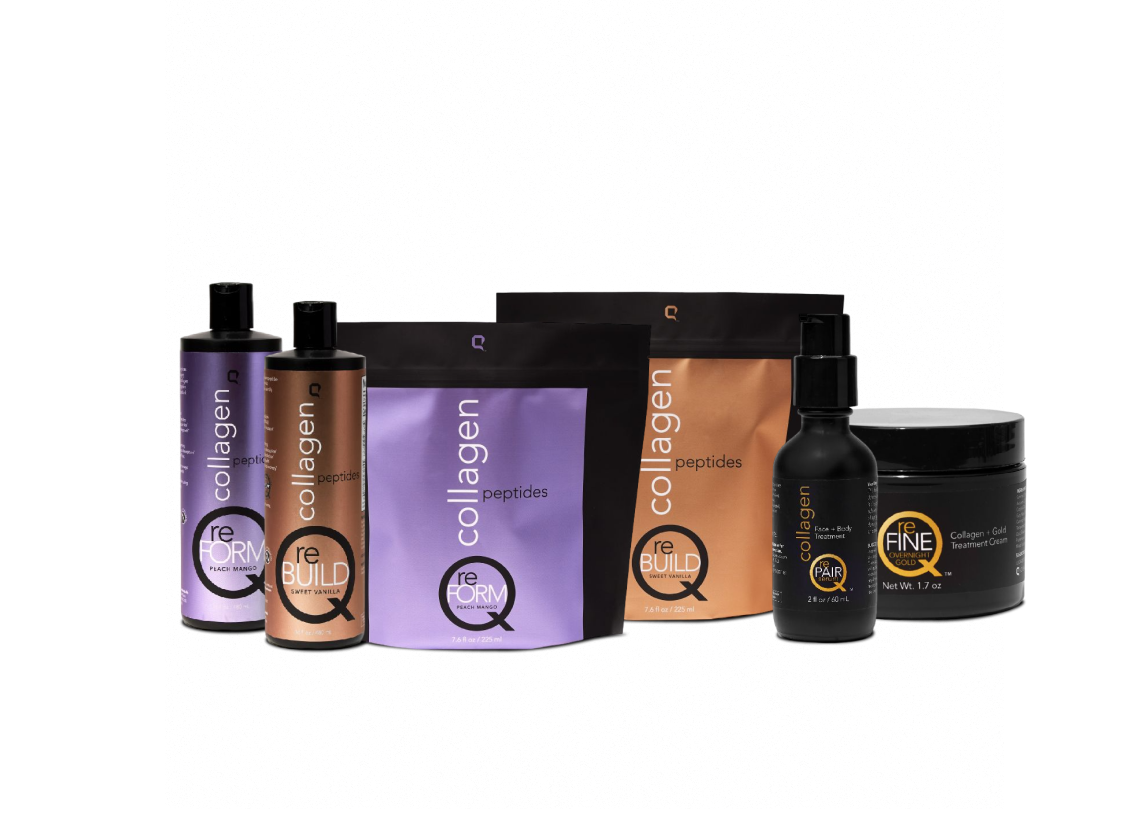 collagen
peptid
re
FORM
PEACH MANGO
collagen
peptides
re
BUILD
SWEET VANILLA
collagen
peptides
re
FORM
PEACH MANGO
7.6 fl oz / 225 ml
collagen
peptides
re
BUILD
SWEET VANILLA
7.6 fl oz / 225 ml
collagen
Face + Body
Treatment
re
PAIR
2 fl oz / 60 mL
re
FINE
OVERNIGHT
GOLD
TM
Collagen + Gold
Treatment Cream
Net Wt. 1.7 oz